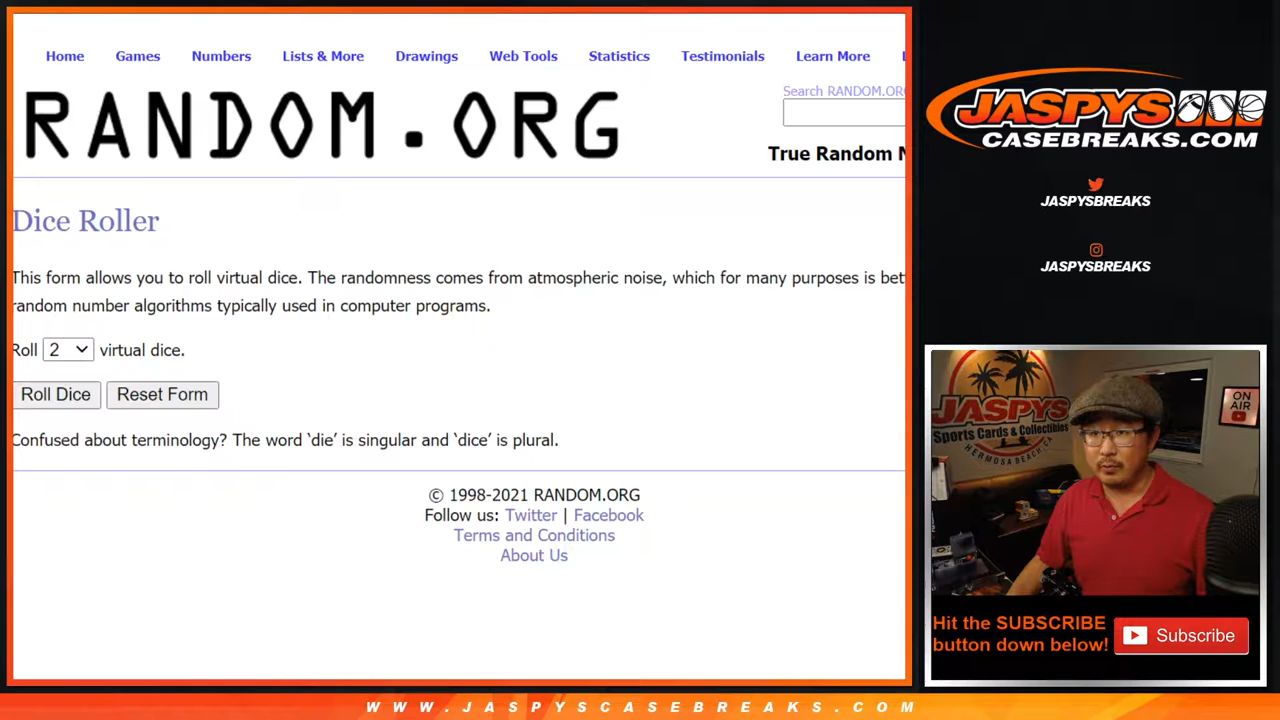 Home Games Numbers Lists & More Drawings Web Tools Statistics Testimonials Learn More
RANDOM.ORG
Search RANDOM.ORG
True Random N
Dice Roller
This form allows you to roll virtual dice. The randomness comes from atmospheric noise, which for many purposes is bet
random number algorithms typically used in computer programs.
Roll 2 virtual dice.
Roll Dice Reset Form
Confused about terminology? The word ‘die’ is singular and ‘dice’ is plural.
© 1998-2021 RANDOM.ORG
Follow us: Twitter | Facebook
Terms and Conditions
About Us
JASPYS
CASEBREAKS.COM
JASPYSBREAKS
JASPYSBREAKS
JASPYS
Sports Cards & Collectibles
HERMOSA BEACH, CA
ON
AIR
Hit the SUBSCRIBE
button down below!
Subscribe
WWW.JASPYSCASEBREAKS.COM